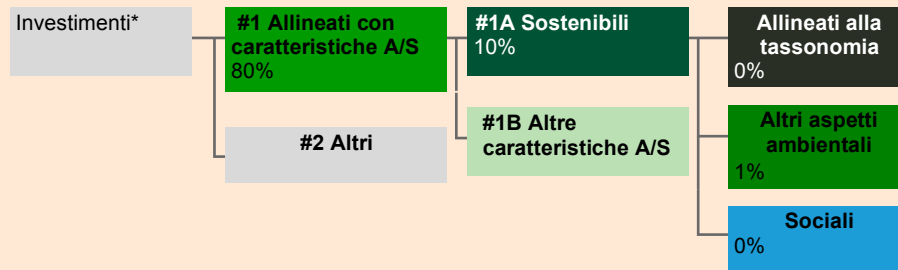 Investimenti*
#1 Allineati con
caratteristiche A/S
80%
#2 Altri
#1A Sostenibili
10%
#1B Altre
caratteristiche A/S
Allineati alla
tassonomia
0%
Altri aspetti
ambientali
1%
Sociali
0%